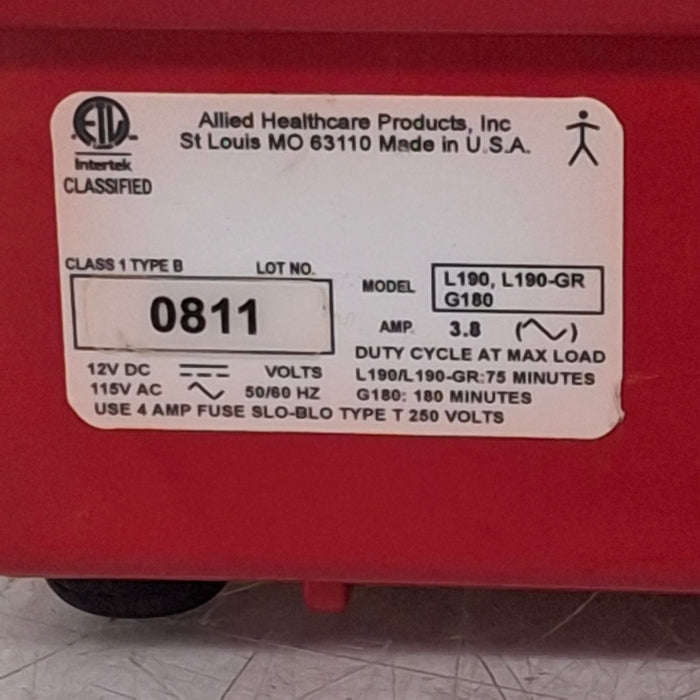 ETL
Intertek
CLASSIFIED
Allied Healthcare Products, Inc
St Louis MO 63110 Made in U.S.A.
CLASS 1 TYPE B LOT NO.
0811
MODEL L190, L190-GR
G180
AMP. 3.8 (∿)
DUTY CYCLE AT MAX LOAD
L190/L190-GR:75 MINUTES
G180: 180 MINUTES
12V DC VOLTS
115V AC 50/60 HZ
USE 4 AMP FUSE SLO-BLO TYPE T 250 VOLTS